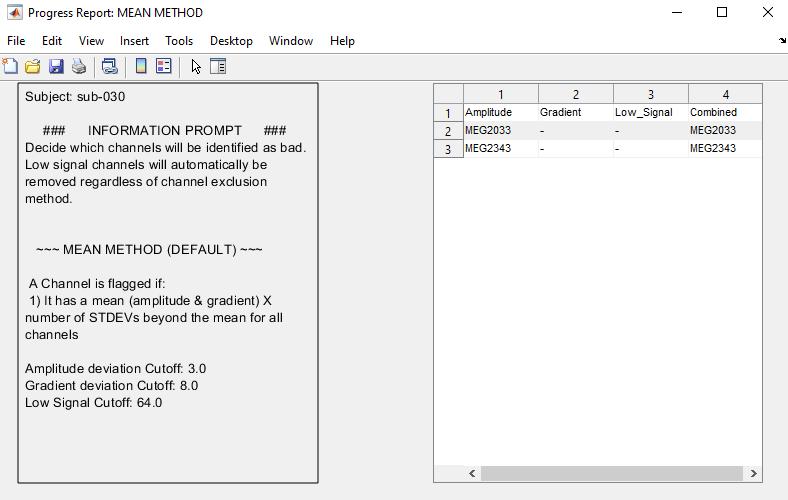 Progress Report: MEAN METHOD
File Edit View Insert Tools Desktop Window Help
Subject: sub-030
### INFORMATION PROMPT ###
Decide which channels will be identified as bad.
Low signal channels will automatically be
removed regardless of channel exclusion
method.
~~~ MEAN METHOD (DEFAULT) ~~~
A Channel is flagged if:
1) It has a mean (amplitude & gradient) X
number of STDEVs beyond the mean for all
channels
Amplitude deviation Cutoff: 3.0
Gradient deviation Cutoff: 8.0
Low Signal Cutoff: 64.0
1 2 3 4
1 Amplitude Gradient Low_Signal Combined
2 MEG2033 - - MEG2033
3 MEG2343 - - MEG2343